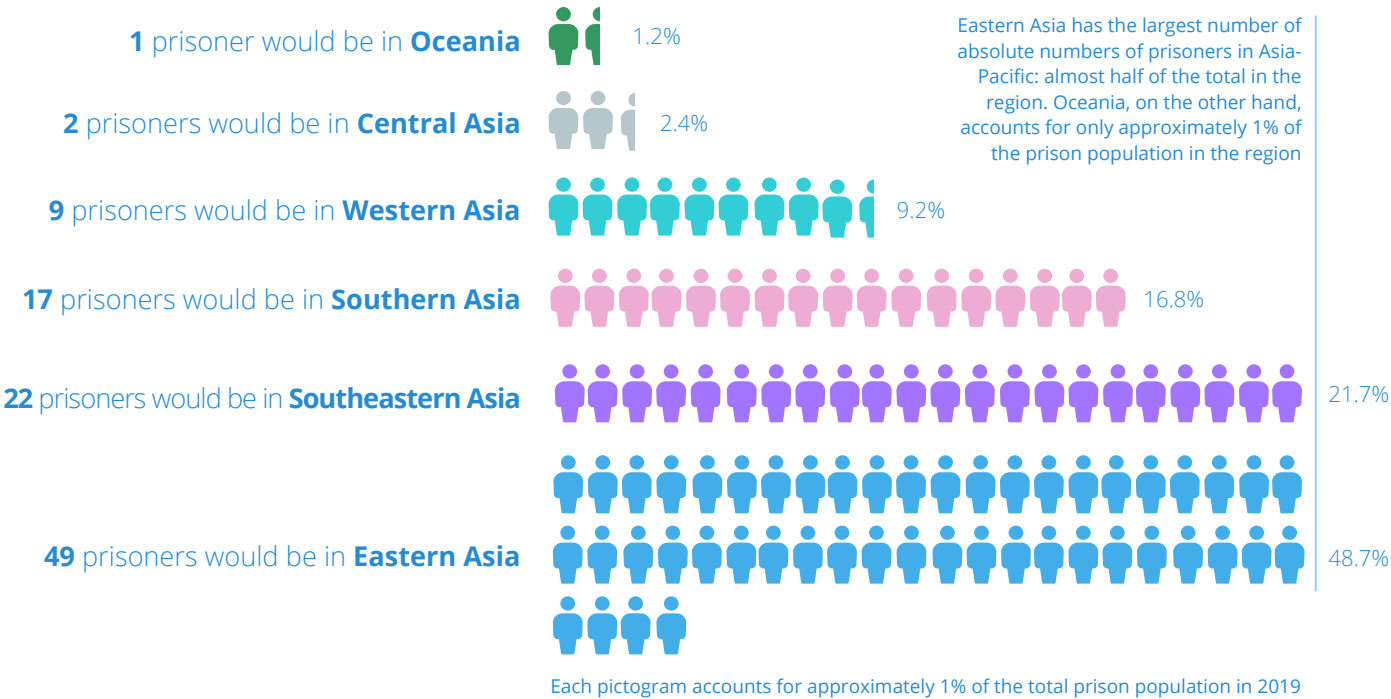 1 prisoner would be in Oceania
1.2%
Eastern Asia has the largest number of
absolute numbers of prisoners in Asia-
Pacific: almost half of the total in the
region. Oceania, on the other hand,
accounts for only approximately 1% of
the prison population in the region
2 prisoners would be in Central Asia
2.4%
9 prisoners would be in Western Asia
9.2%
17 prisoners would be in Southern Asia
16.8%
22 prisoners would be in Southeastern Asia
21.7%
49 prisoners would be in Eastern Asia
48.7%
Each pictogram accounts for approximately 1% of the total prison population in 2019